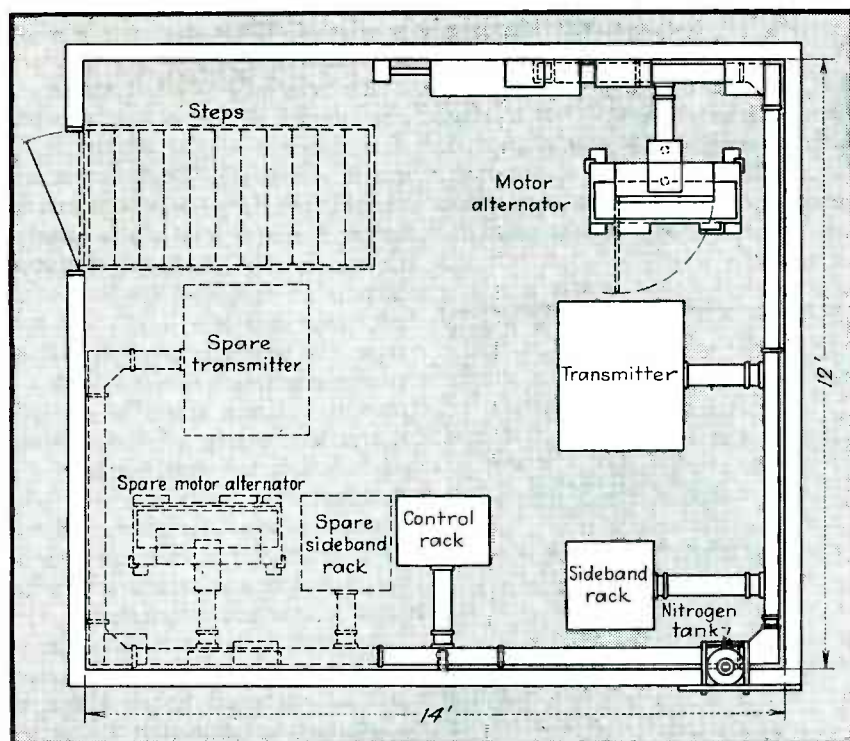 Steps
Motor
alternator
Spare
transmitter
Transmitter
12'
Spare motor alternator
Spare
sideband
rack
Control
rack
Sideband
rack
Nitrogen
tank
14'